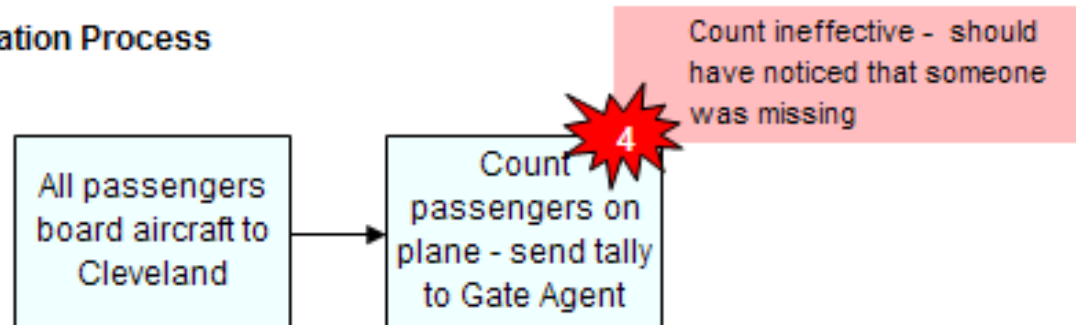 ation Process
Count ineffective - should
have noticed that someone
was missing
4
All passengers
board aircraft to
Cleveland
Count
passengers on
plane - send tally
to Gate Agent